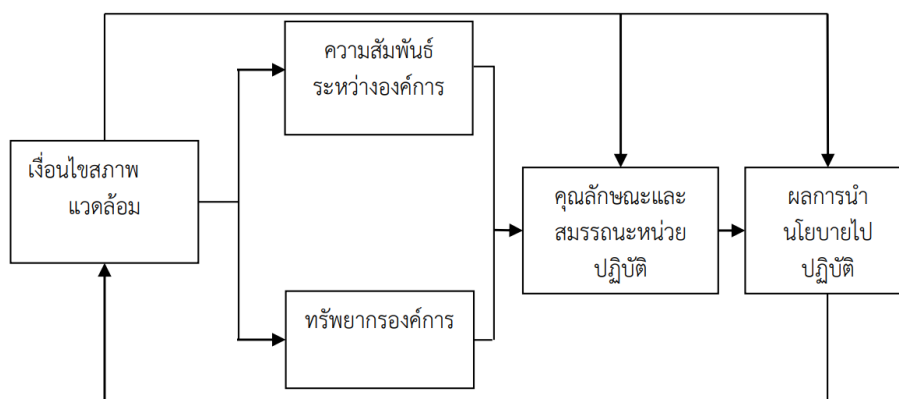 ความสัมพันธ์
ระหว่างองค์การ
เงื่อนไขสภาพ
แวดล้อม
คุณลักษณะและ
สมรรถนะหน่วย
ปฏิบัติ
ผลการนำ
นโยบายไป
ปฏิบัติ
ทรัพยากรองค์การ